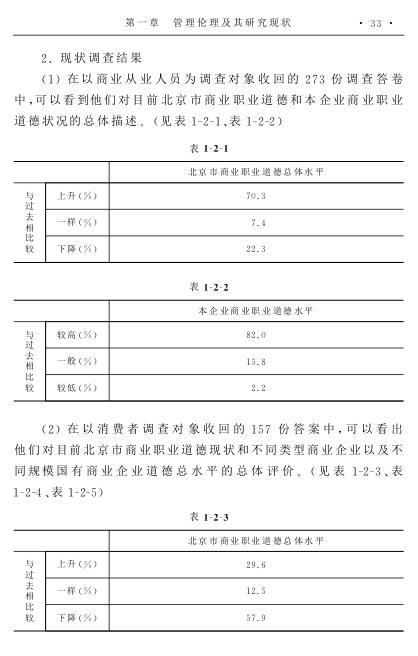 第一章 管理伦理及其研究现状 · 33 ·
2. 现状调查结果
(1) 在以商业从业人员为调查对象收回的 273 份调查答卷
中,可以看到他们对目前北京市商业职业道德和本企业商业职业
道德状况的总体描述。(见表 1-2-1、表 1-2-2)
表 1-2-1
北京市商业职业道德总体水平
与过去相比较
上升(%) 70.3
一样(%) 7.4
下降(%) 22.3
表 1-2-2
本企业商业职业道德水平
与过去相比较
较高(%) 82.0
一般(%) 15.8
较低(%) 2.2
(2) 在以消费者调查对象收回的 157 份答案中,可以看出
他们对目前北京市商业职业道德现状和不同类型商业企业以及不
同规模国有商业企业道德总水平的总体评价。(见表 1-2-3、表
1-2-4、表 1-2-5)
表 1-2-3
北京市商业职业道德总体水平
与过去相比较
上升(%) 29.6
一样(%) 12.5
下降(%) 57.9